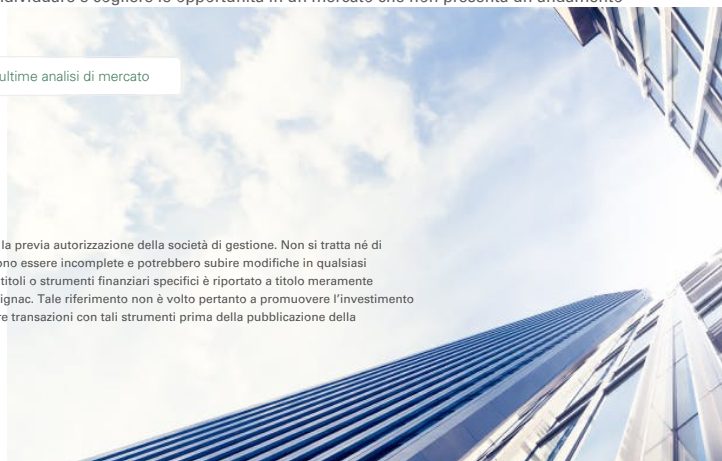 dividuare e cogliere le opportunità in un mercato che non presenta un andamento
ultime analisi di mercato
la previa autorizzazione della società di gestione. Non si tratta né di
ono essere incomplete e potrebbero subire modifiche in qualsiasi
titoli o strumenti finanziari specifici è riportato a titolo meramente
ignac. Tale riferimento non è volto pertanto a promuovere l'investimento
re transazioni con tali strumenti prima della pubblicazione della